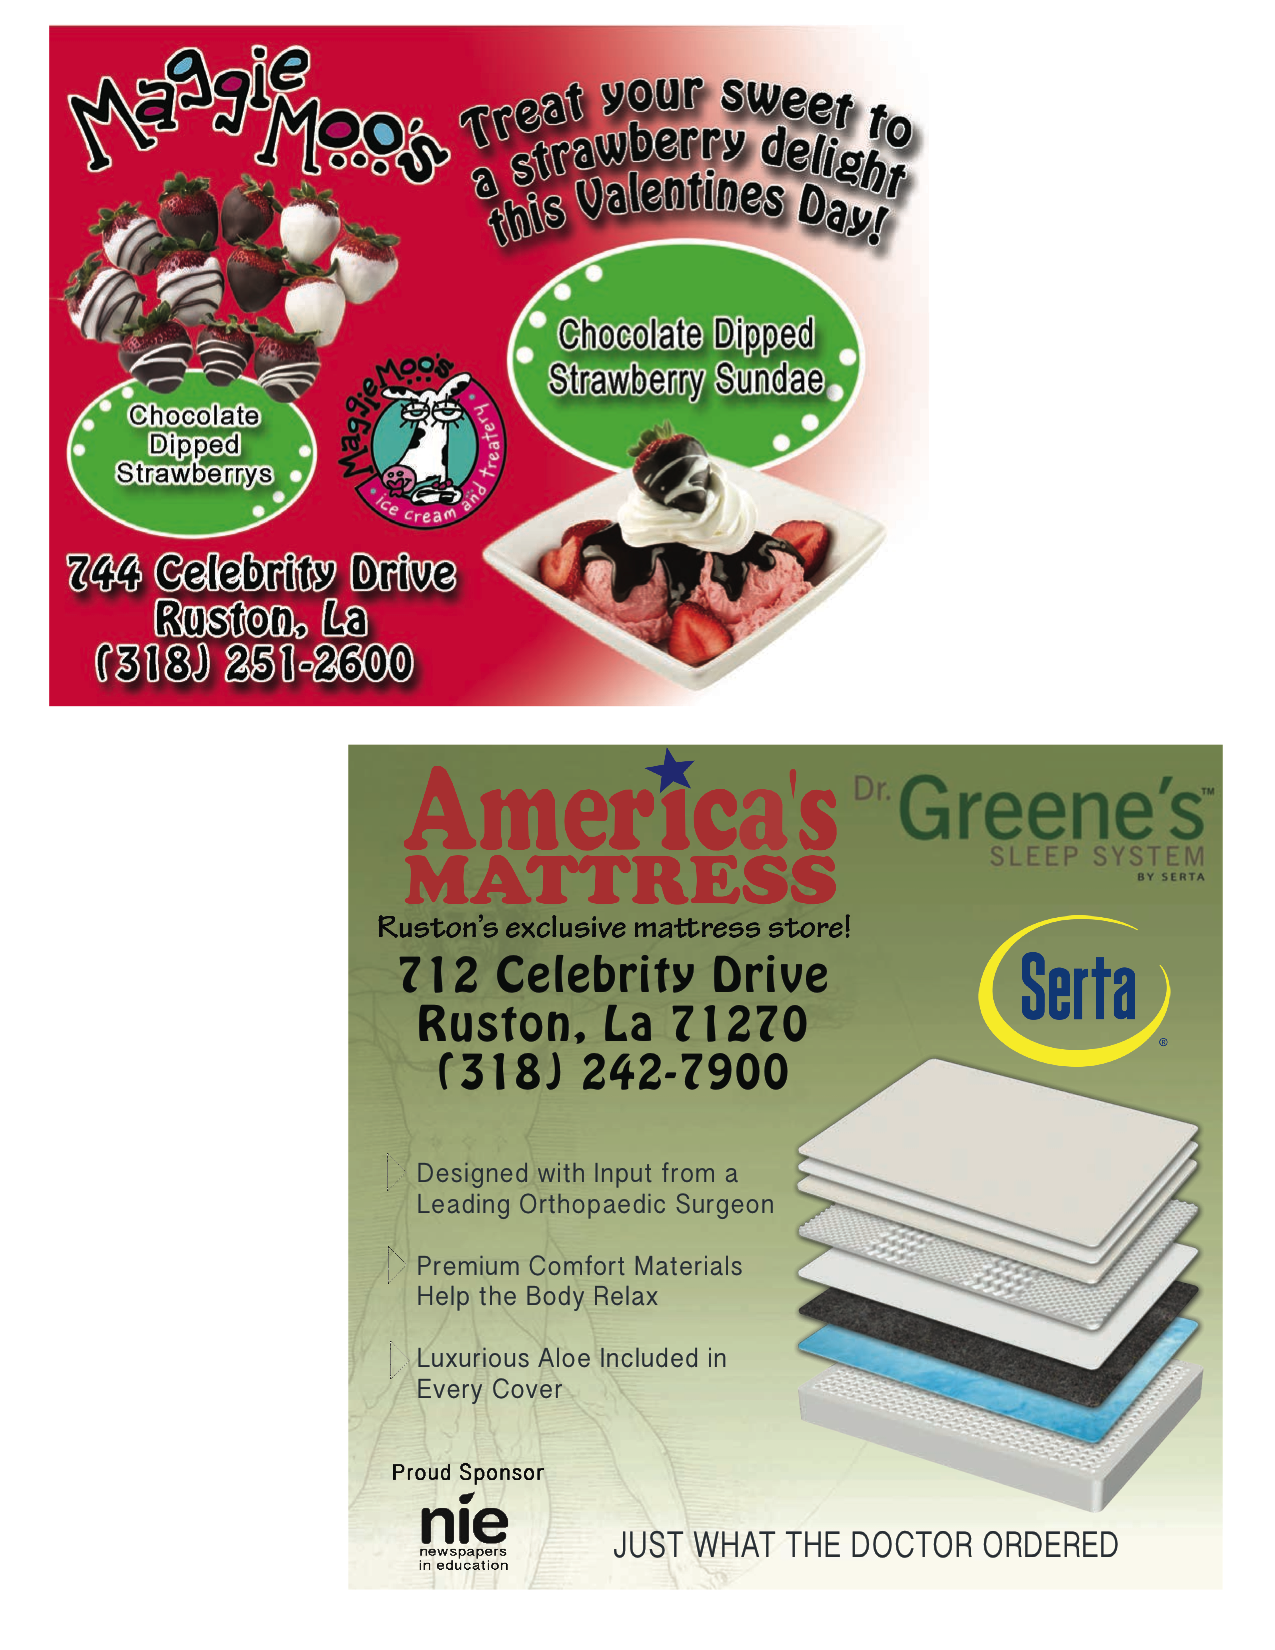 Maggie
Moo's
Treat your sweet to
a strawberry delight
this Valentines Day!
Chocolate Dipped
Strawberry Sundae
Chocolate
Dipped
Strawberrys
MaggieMoo's
ice cream and treatery
744 Celebrity Drive
Ruston, La
(318) 251-2600
America's
MATTRESS
Ruston's exclusive mattress store!
712 Celebrity Drive
Ruston, La 71270
(318) 242-7900
Dr. Greene's™
SLEEP SYSTEM
BY SERTA
Serta®
Designed with Input from a
Leading Orthopaedic Surgeon
Premium Comfort Materials
Help the Body Relax
Luxurious Aloe Included in
Every Cover
Proud Sponsor
nie
newspapers
in education
JUST WHAT THE DOCTOR ORDERED